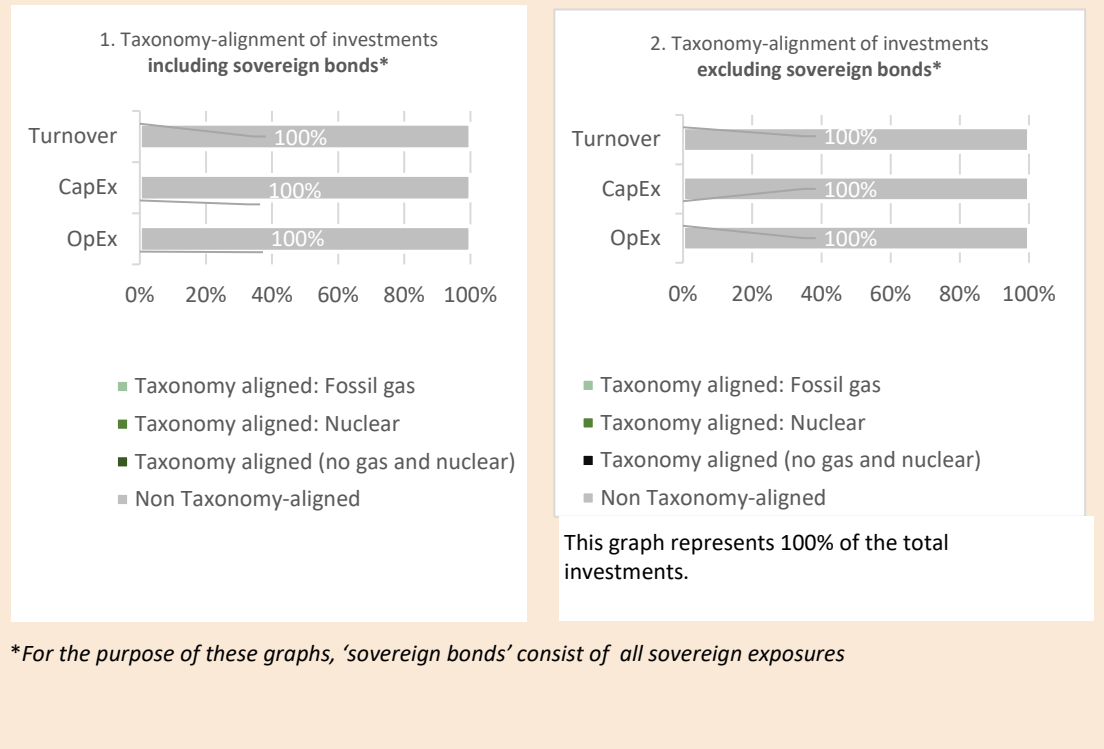 1. Taxonomy-alignment of investments
including sovereign bonds*
Turnover
100%
CapEx
100%
OpEx
100%
0% 20% 40% 60% 80% 100%
Taxonomy aligned: Fossil gas
Taxonomy aligned: Nuclear
Taxonomy aligned (no gas and nuclear)
Non Taxonomy-aligned
2. Taxonomy-alignment of investments
excluding sovereign bonds*
Turnover
100%
CapEx
100%
OpEx
100%
0% 20% 40% 60% 80% 100%
Taxonomy aligned: Fossil gas
Taxonomy aligned: Nuclear
Taxonomy aligned (no gas and nuclear)
Non Taxonomy-aligned
This graph represents 100% of the total
investments.
*For the purpose of these graphs, ‘sovereign bonds’ consist of all sovereign exposures